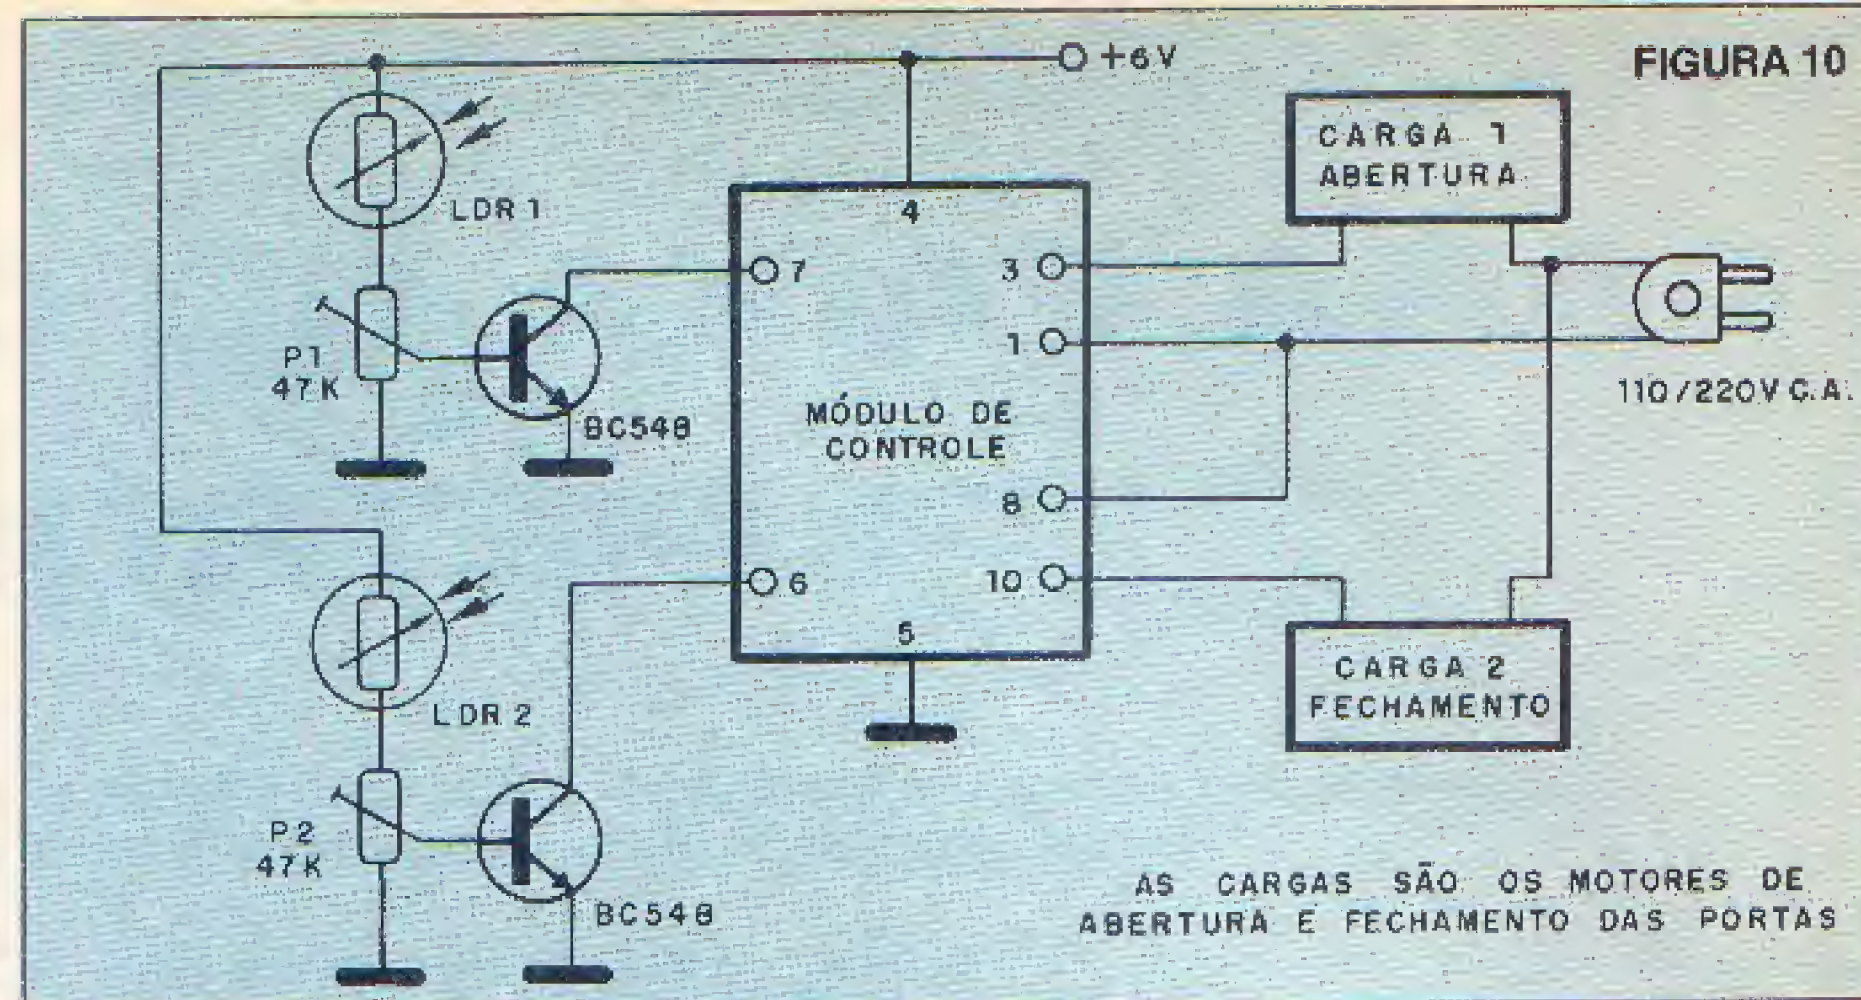 +6V
FIGURA 10
CARGA 1
ABERTURA
LDR 1
4
7
3
1
P1
47K
BC548
MÓDULO DE
CONTROLE
110/220V C.A.
8
6
10
5
LDR 2
CARGA 2
FECHAMENTO
P2
47K
BC548
AS CARGAS SÃO OS MOTORES DE
ABERTURA E FECHAMENTO DAS PORTAS